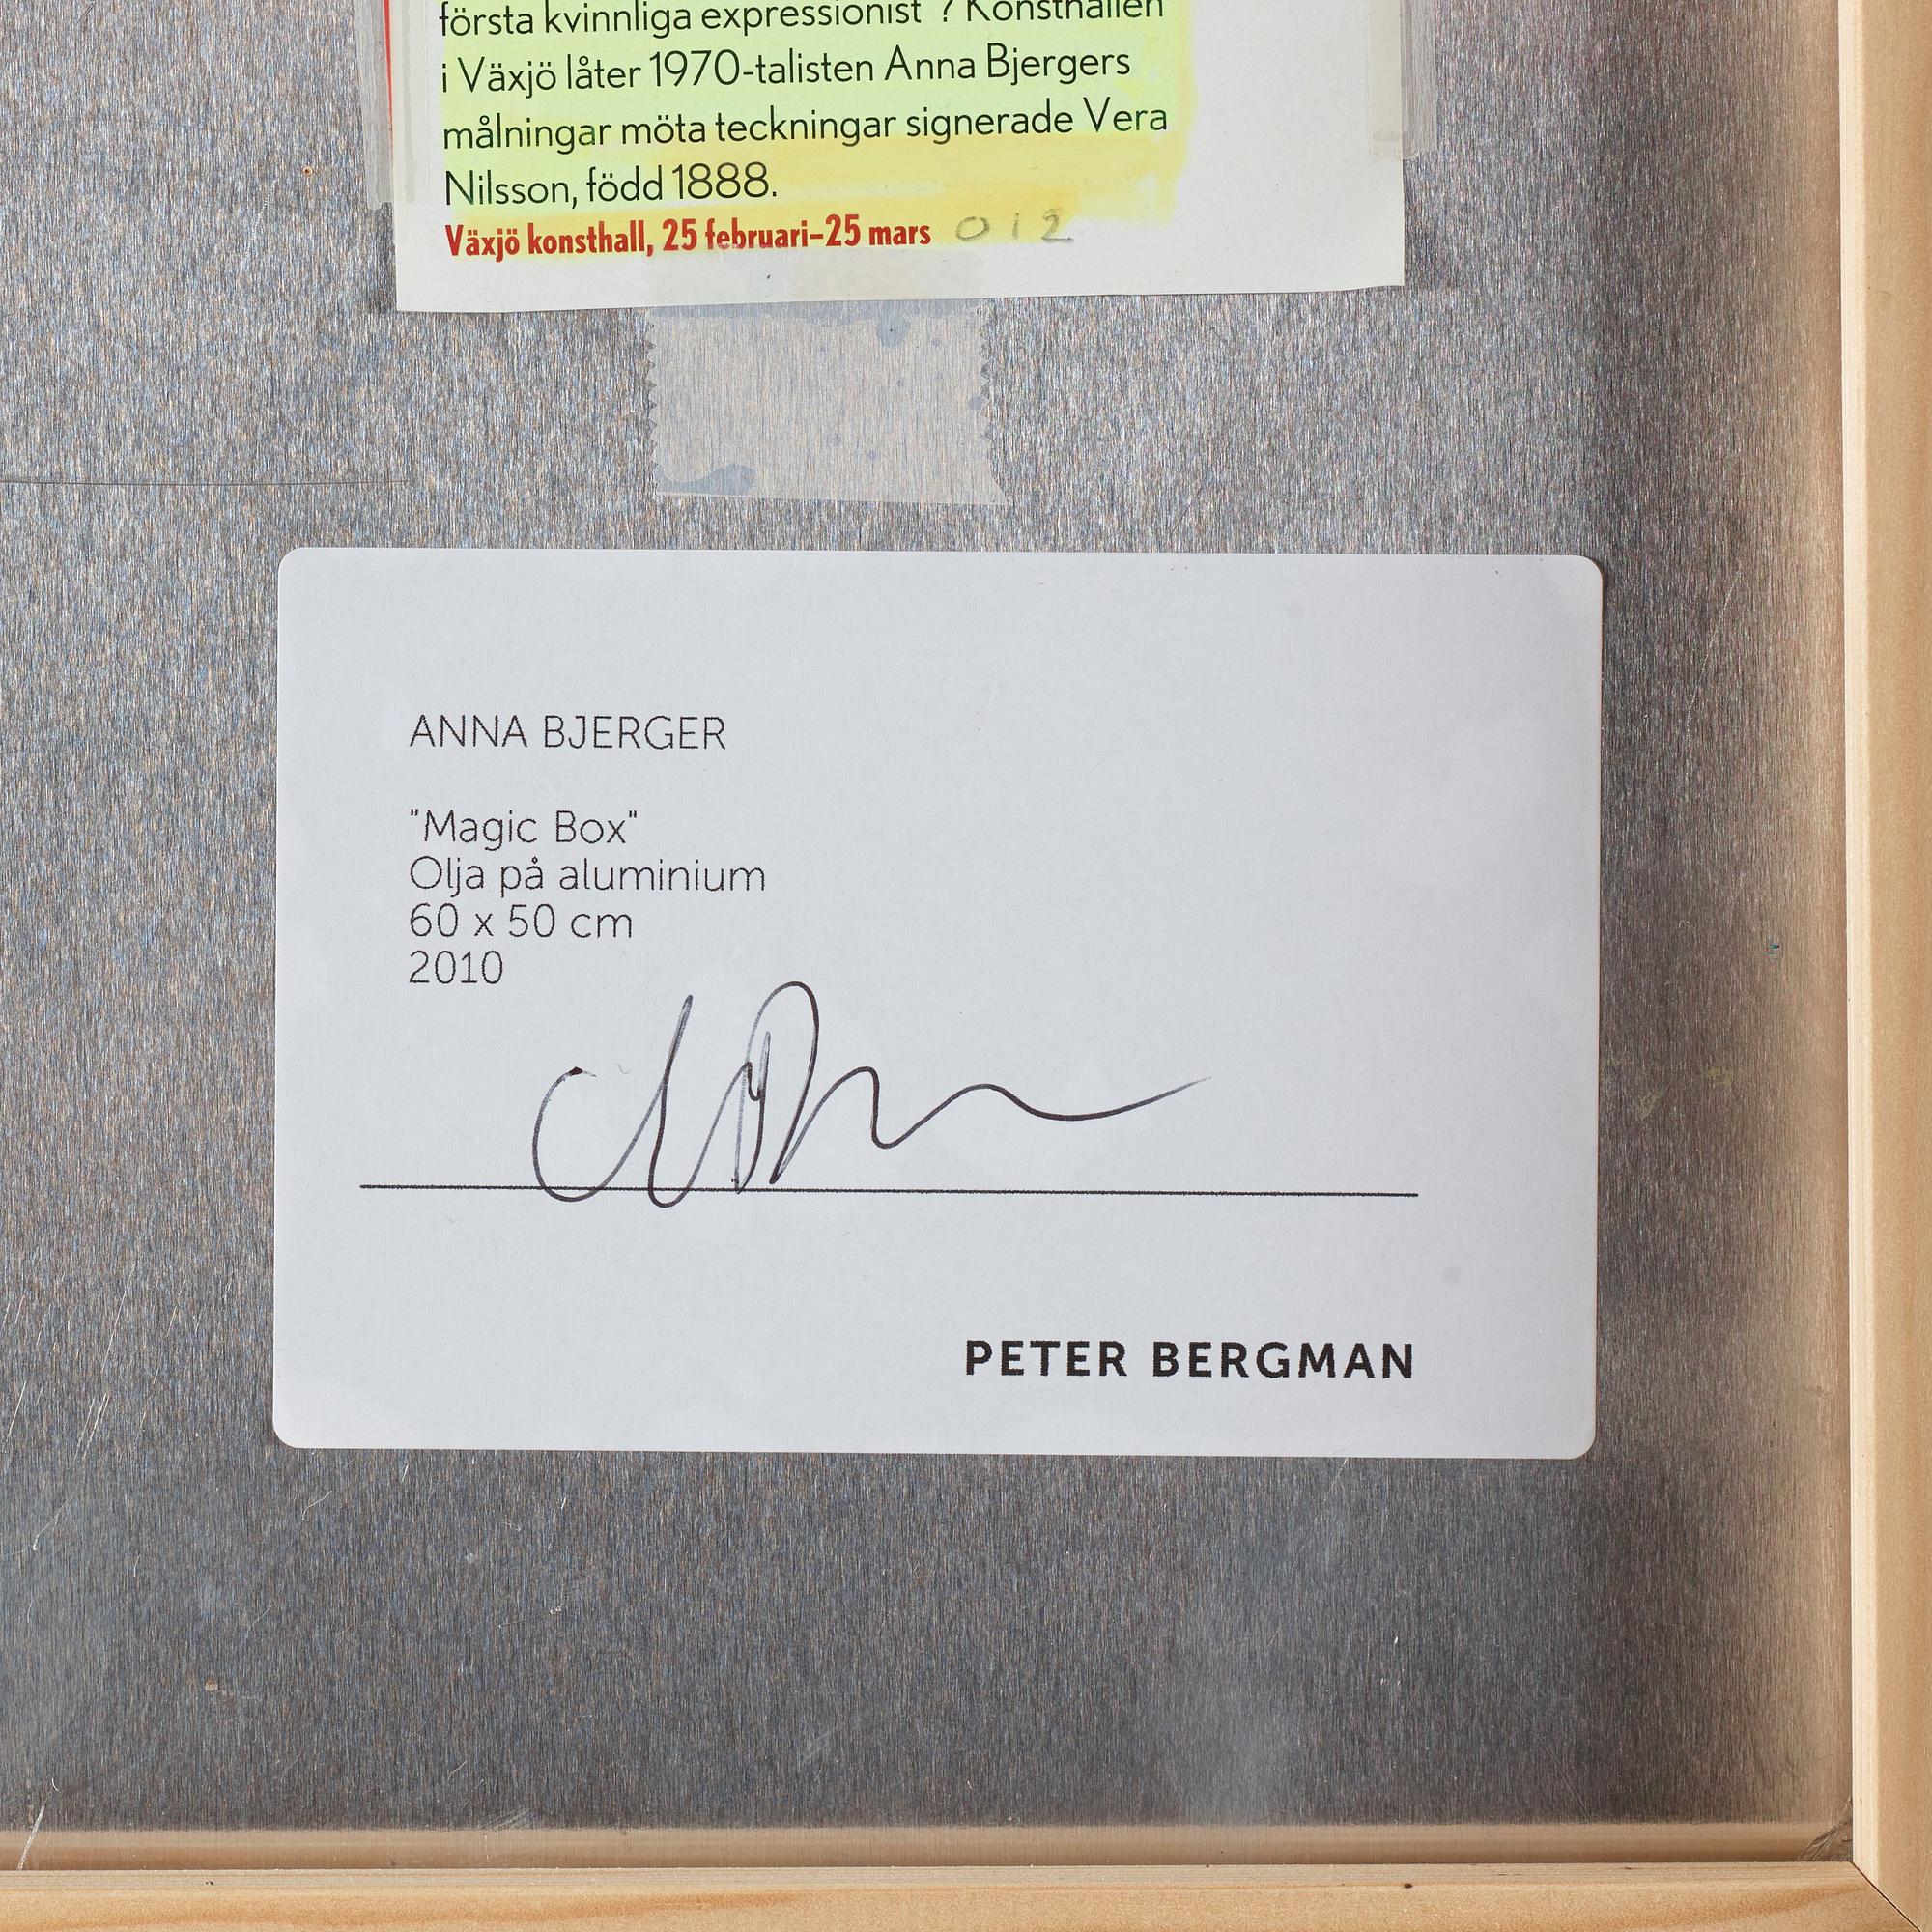 första kvinnliga expressionist ? Konsthallen
i Växjö låter 1970-talisten Anna Bjergers
målningar möta teckningar signerade Vera
Nilsson, född 1888.
Växjö konsthall, 25 februari–25 mars 012
ANNA BJERGER
"Magic Box"
Olja på aluminium
60 x 50 cm
2010
PETER BERGMAN